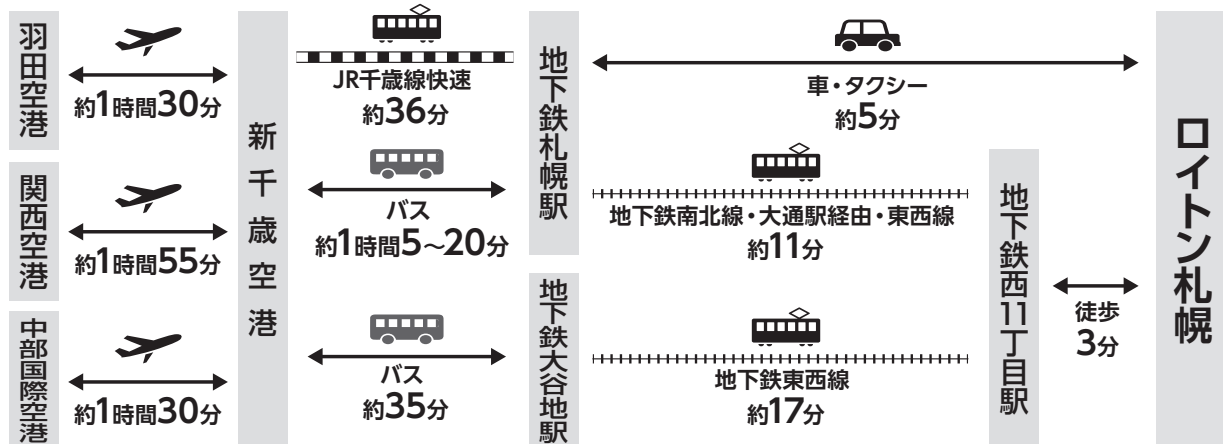 羽田空港
約1時間30分
関西空港
約1時間55分
中部国際空港
約1時間30分
新千歳空港
JR千歳線快速
約36分
バス
約1時間5～20分
バス
約35分
地下鉄札幌駅
地下鉄大谷地駅
車・タクシー
約5分
地下鉄南北線・大通駅経由・東西線
約11分
地下鉄東西線
約17分
地下鉄西11丁目駅
徒歩
3分
ロイトン札幌